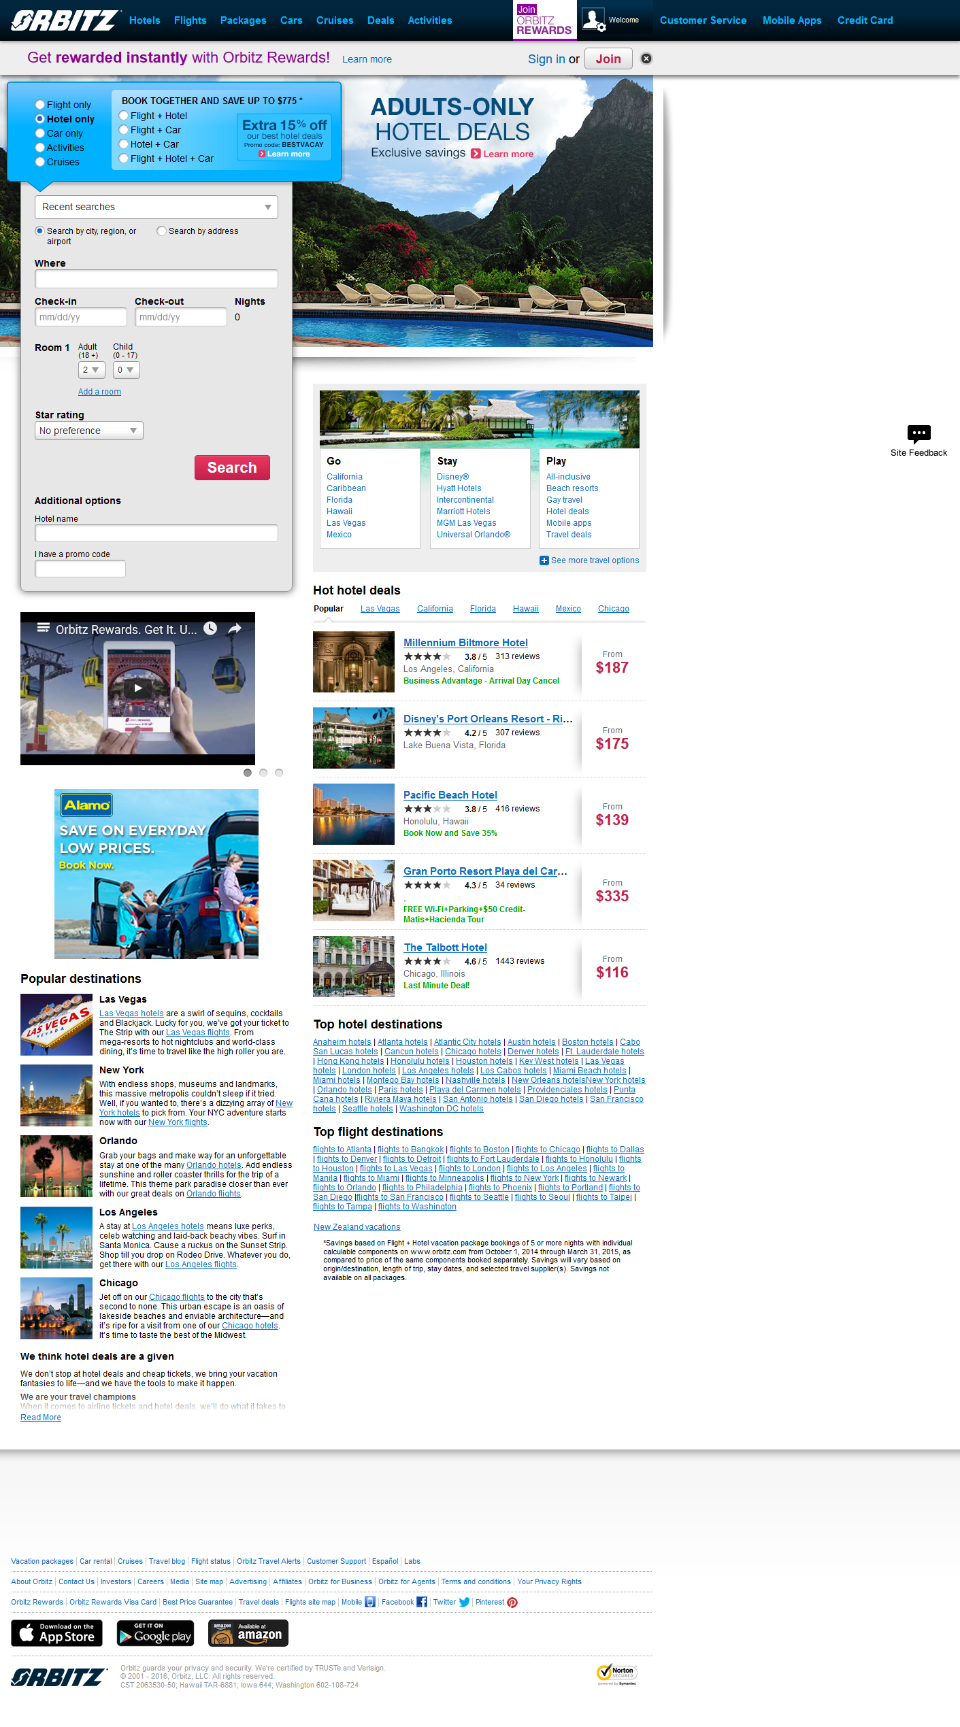 ORBITZ
Hotels Flights Packages Cars Cruises Deals Activities
Join
ORBITZ
REWARDS
Welcome
Customer Service Mobile Apps Credit Card
Get rewarded instantly with Orbitz Rewards! Learn more
Sign in or Join
Flight only
Hotel only
Car only
Activities
Cruises
BOOK TOGETHER AND SAVE UP TO $775 *
Flight + Hotel
Flight + Car
Hotel + Car
Flight + Hotel + Car
Extra 15% off
our best hotel deals
Promo code: BESTVACAY
Learn more
ADULTS-ONLY
HOTEL DEALS
Exclusive savings Learn more
Recent searches
Search by city, region, or
airport
Search by address
Where
Check-in Check-out Nights
mm/dd/yy mm/dd/yy 0
Room 1 Adult Child
(18 +) (0 - 17)
2 0
Add a room
Star rating
No preference
Search
Additional options
Hotel name
I have a promo code
Go
California
Caribbean
Florida
Hawaii
Las Vegas
Mexico
Stay
Disney®
Hyatt Hotels
Intercontinental
Marriott Hotels
MGM Las Vegas
Universal Orlando®
Play
All-inclusive
Beach resorts
Gay travel
Hotel deals
Mobile apps
Travel deals
See more travel options
Site Feedback
Hot hotel deals
Popular Las Vegas California Florida Hawaii Mexico Chicago
Millennium Biltmore Hotel
3.8 / 5 313 reviews
Los Angeles, California
Business Advantage - Arrival Day Cancel
From
$187
Disney's Port Orleans Resort - Ri...
4.2 / 5 307 reviews
Lake Buena Vista, Florida
From
$175
Pacific Beach Hotel
3.8 / 5 416 reviews
Honolulu, Hawaii
Book Now and Save 35%
From
$139
Gran Porto Resort Playa del Car...
4.3 / 5 34 reviews
,
FREE Wi-Fi+Parking+$50 Credit-
Matis+Hacienda Tour
From
$335
The Talbott Hotel
4.6 / 5 1443 reviews
Chicago, Illinois
Last Minute Deal!
From
$116
Orbitz Rewards. Get It. U...
Alamo
SAVE ON EVERYDAY
LOW PRICES.
Book Now.
Popular destinations
LAS VEGAS
Las Vegas
Las Vegas hotels are a swirl of sequins, cocktails
and Blackjack. Lucky for you, we've got your ticket to
The Strip with our Las Vegas flights. From
mega-resorts to hot nightclubs and world-class
dining, it's time to travel like the high roller you are.
New York
With endless shops, museums and landmarks,
this massive metropolis couldn't sleep if it tried.
Well, if you wanted to, there's a dizzying array of New
York hotels to pick from. Your NYC adventure starts
now with our New York flights.
Orlando
Grab your bags and make way for an unforgettable
stay at one of the many Orlando hotels. Add endless
sunshine and roller coaster thrills for the trip of a
lifetime. This theme park paradise closer than ever
with our great deals on Orlando flights.
Los Angeles
A stay at Los Angeles hotels means luxe perks,
celeb watching and laid-back beachy vibes. Surf in
Santa Monica. Cause a ruckus on the Sunset Strip.
Shop till you drop on Rodeo Drive. Whatever you do,
get there with our Los Angeles flights.
Chicago
Jet off on our Chicago flights to the city that's
second to none. This urban escape is an oasis of
lakeside beaches and enviable architecture—and
it's ripe for a visit from one of our Chicago hotels.
It's time to taste the best of the Midwest.
We think hotel deals are a given
We don't stop at hotel deals and cheap tickets, we bring your vacation
fantasies to life—and we have the tools to make it happen.
We are your travel champions
When it comes to airline tickets and hotel deals, we'll do what it takes to
Read More
Top hotel destinations
Anaheim hotels | Atlanta hotels | Atlantic City hotels | Austin hotels | Boston hotels | Cabo
San Lucas hotels | Cancun hotels | Chicago hotels | Denver hotels | Ft. Lauderdale hotels
| Hong Kong hotels | Honolulu hotels | Houston hotels | Key West hotels | Las Vegas
hotels | London hotels | Los Angeles hotels | Los Cabos hotels | Miami Beach hotels |
Miami hotels | Montego Bay hotels | Nashville hotels | New Orleans hotelsNew York hotels
| Orlando hotels | Paris hotels | Playa del Carmen hotels | Providenciales hotels | Punta
Cana hotels | Riviera Maya hotels | San Antonio hotels | San Diego hotels | San Francisco
hotels | Seattle hotels | Washington DC hotels
Top flight destinations
flights to Atlanta | flights to Bangkok | flights to Boston | flights to Chicago | flights to Dallas
| flights to Denver | flights to Detroit | flights to Fort Lauderdale | flights to Honolulu | flights
to Houston | flights to Las Vegas | flights to London | flights to Los Angeles | flights to
Manila | flights to Miami | flights to Minneapolis | flights to New York | flights to Newark |
flights to Orlando | flights to Philadelphia | flights to Phoenix | flights to Portland | flights to
San Diego |flights to San Francisco | flights to Seattle | flights to Seoul | flights to Taipei |
flights to Tampa | flights to Washington
New Zealand vacations
*Savings based on Flight + Hotel vacation package bookings of 5 or more nights with individual
calculable components on www.orbitz.com from October 1, 2014 through March 31, 2015, as
compared to price of the same components booked separately. Savings will vary based on
origin/destination, length of trip, stay dates, and selected travel supplier(s). Savings not
available on all packages.
Vacation packages | Car rental | Cruises | Travel blog | Flight status | Orbitz Travel Alerts | Customer Support | Español | Labs
About Orbitz | Contact Us | Investors | Careers | Media | Site map | Advertising | Affiliates | Orbitz for Business | Orbitz for Agents | Terms and conditions | Your Privacy Rights
Orbitz Rewards | Orbitz Rewards Visa Card | Best Price Guarantee | Travel deals | Flights site map | Mobile | Facebook | Twitter | Pinterest
Download on the
App Store
GET IT ON
Google play
amazon
Available at
amazon
ORBITZ
Orbitz guards your privacy and security. We're certified by TRUSTe and Verisign.
© 2001 - 2016, Orbitz, LLC. All rights reserved.
CST 2063530-50; Hawaii TAR-6881; Iowa 644; Washington 602-108-724
Norton
SECURED
powered by Symantec